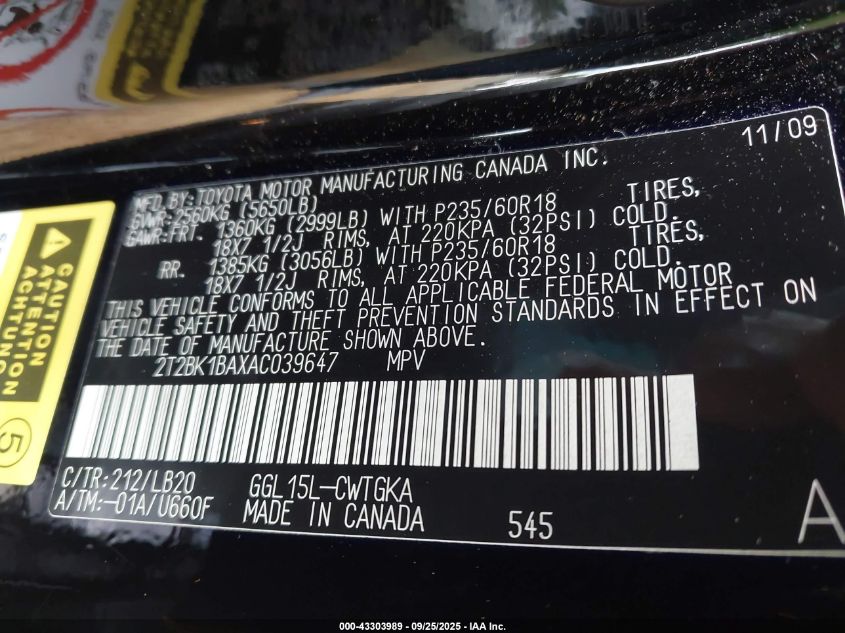 11/09
MFD.BY:TOYOTA MOTOR MANUFACTURING CANADA INC.
GVWR:2560KG (5650LB)
GAWR:FRT. 1360KG (2999LB) WITH P235/60R18 TIRES,
18X7 1/2J RIMS, AT 220KPA (32PSI) COLD.
RR. 1385KG (3056LB) WITH P235/60R18 TIRES,
18X7 1/2J RIMS, AT 220KPA (32PSI) COLD.
THIS VEHICLE CONFORMS TO ALL APPLICABLE FEDERAL MOTOR
VEHICLE SAFETY AND THEFT PREVENTION STANDARDS IN EFFECT ON
THE DATE OF MANUFACTURE SHOWN ABOVE.
2T2BK1BAXAC039647 MPV
C/TR:212/LB20 GGL15L-CWTGKA
A/TM:-01A/U660F MADE IN CANADA 545 A
CAUTION
ATTENTION
ACHTUNG
5
000-43303989 - 09/25/2025 - IAA Inc.